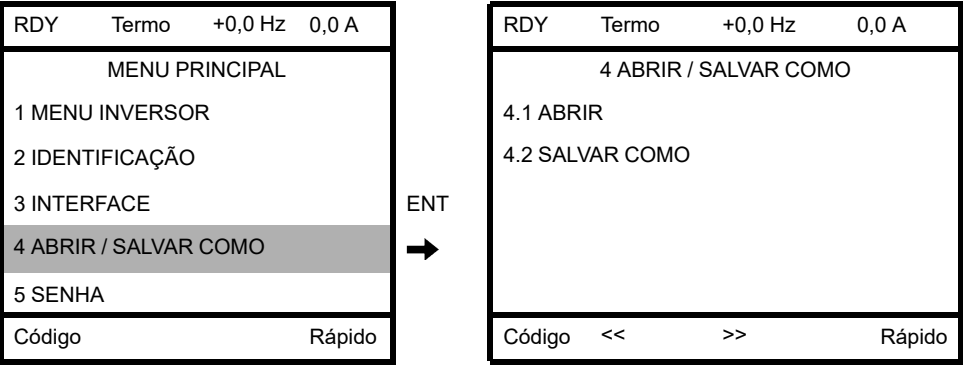 RDY Termo +0,0 Hz 0,0 A
MENU PRINCIPAL
1 MENU INVERSOR
2 IDENTIFICAÇÃO
3 INTERFACE
4 ABRIR / SALVAR COMO
5 SENHA
Código Rápido
ENT
RDY Termo +0,0 Hz 0,0 A
4 ABRIR / SALVAR COMO
4.1 ABRIR
4.2 SALVAR COMO
Código << >> Rápido